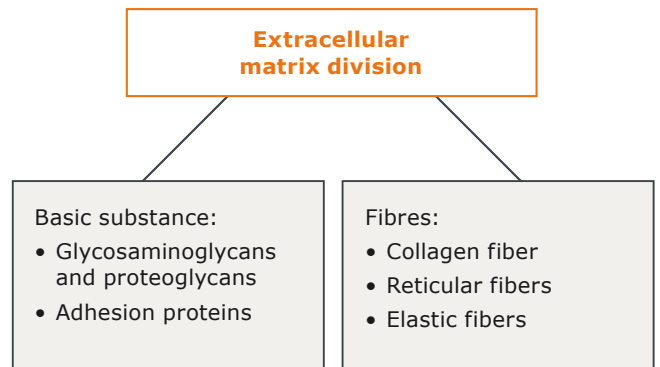 Extracellular
matrix division
Basic substance:
• Glycosaminoglycans
and proteoglycans
• Adhesion proteins
Fibres:
• Collagen fiber
• Reticular fibers
• Elastic fibers